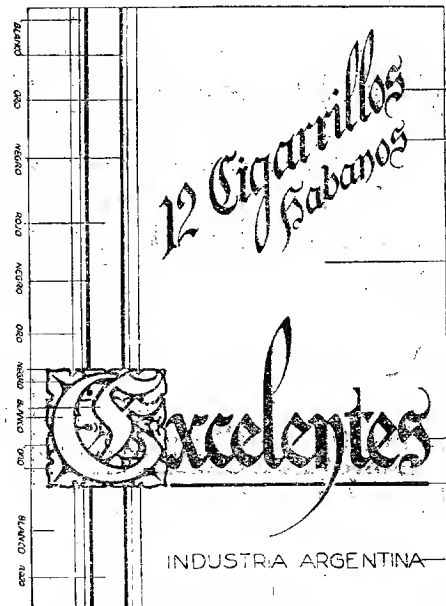 12 Cigarrillos
Habanos
Excelentes
INDUSTRIA ARGENTINA
BLANCO
ORO
NEGRO
ROJO
NEGRO
ORO
NEGRO
BLANCO
ORO
BLANCO
ROJO